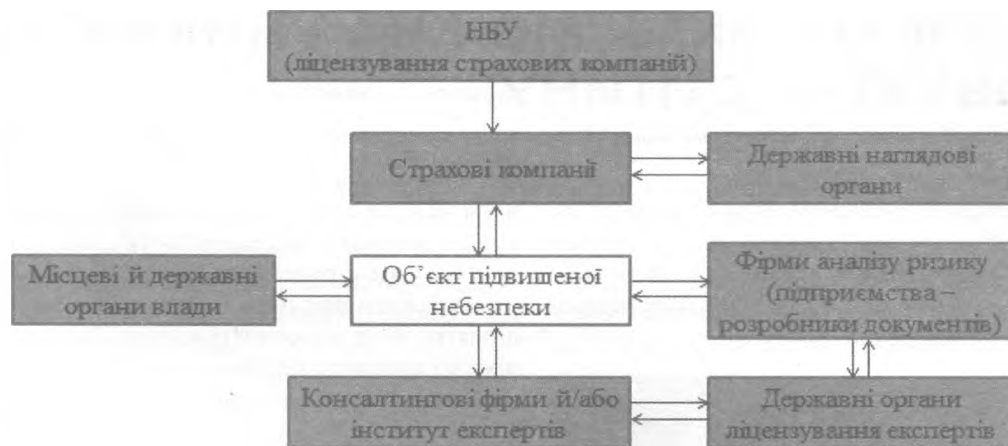 НБУ
(ліцензування страхових компаній)
Страхові компанії
Державні наглядові
органи
Місцеві й державні
органи влади
Об’єкт підвищеної
небезпеки
Фірми аналізу ризику
(підприємства –
розробники документів)
Консалтингові фірми й/або
інститут експертів
Державні органи
ліцензування експертів